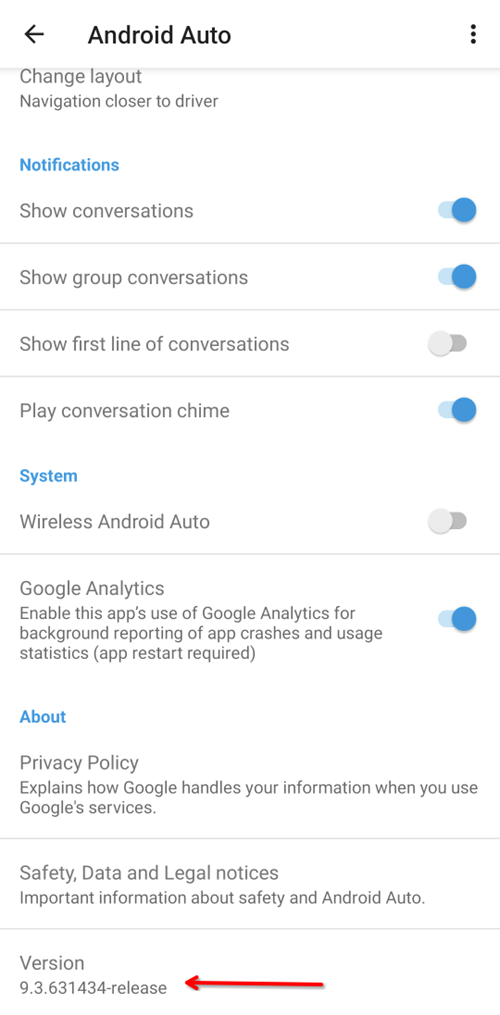 Android Auto
Change layout
Navigation closer to driver
Notifications
Show conversations
Show group conversations
Show first line of conversations
Play conversation chime
System
Wireless Android Auto
Google Analytics
Enable this app's use of Google Analytics for
background reporting of app crashes and usage
statistics (app restart required)
About
Privacy Policy
Explains how Google handles your information when you use
Google's services.
Safety, Data and Legal notices
Important information about safety and Android Auto.
Version
9.3.631434-release